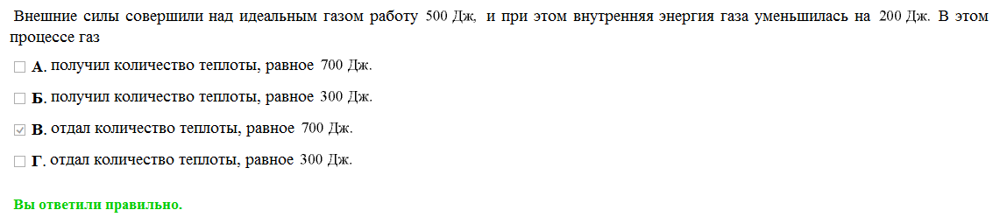 Внешние силы совершили над идеальным газом работу 500 Дж, и при этом внутренняя энергия газа уменьшилась на 200 Дж. В этом
процессе газ
А. получил количество теплоты, равное 700 Дж.
Б. получил количество теплоты, равное 300 Дж.
В. отдал количество теплоты, равное 700 Дж.
Г. отдал количество теплоты, равное 300 Дж.
Вы ответили правильно.